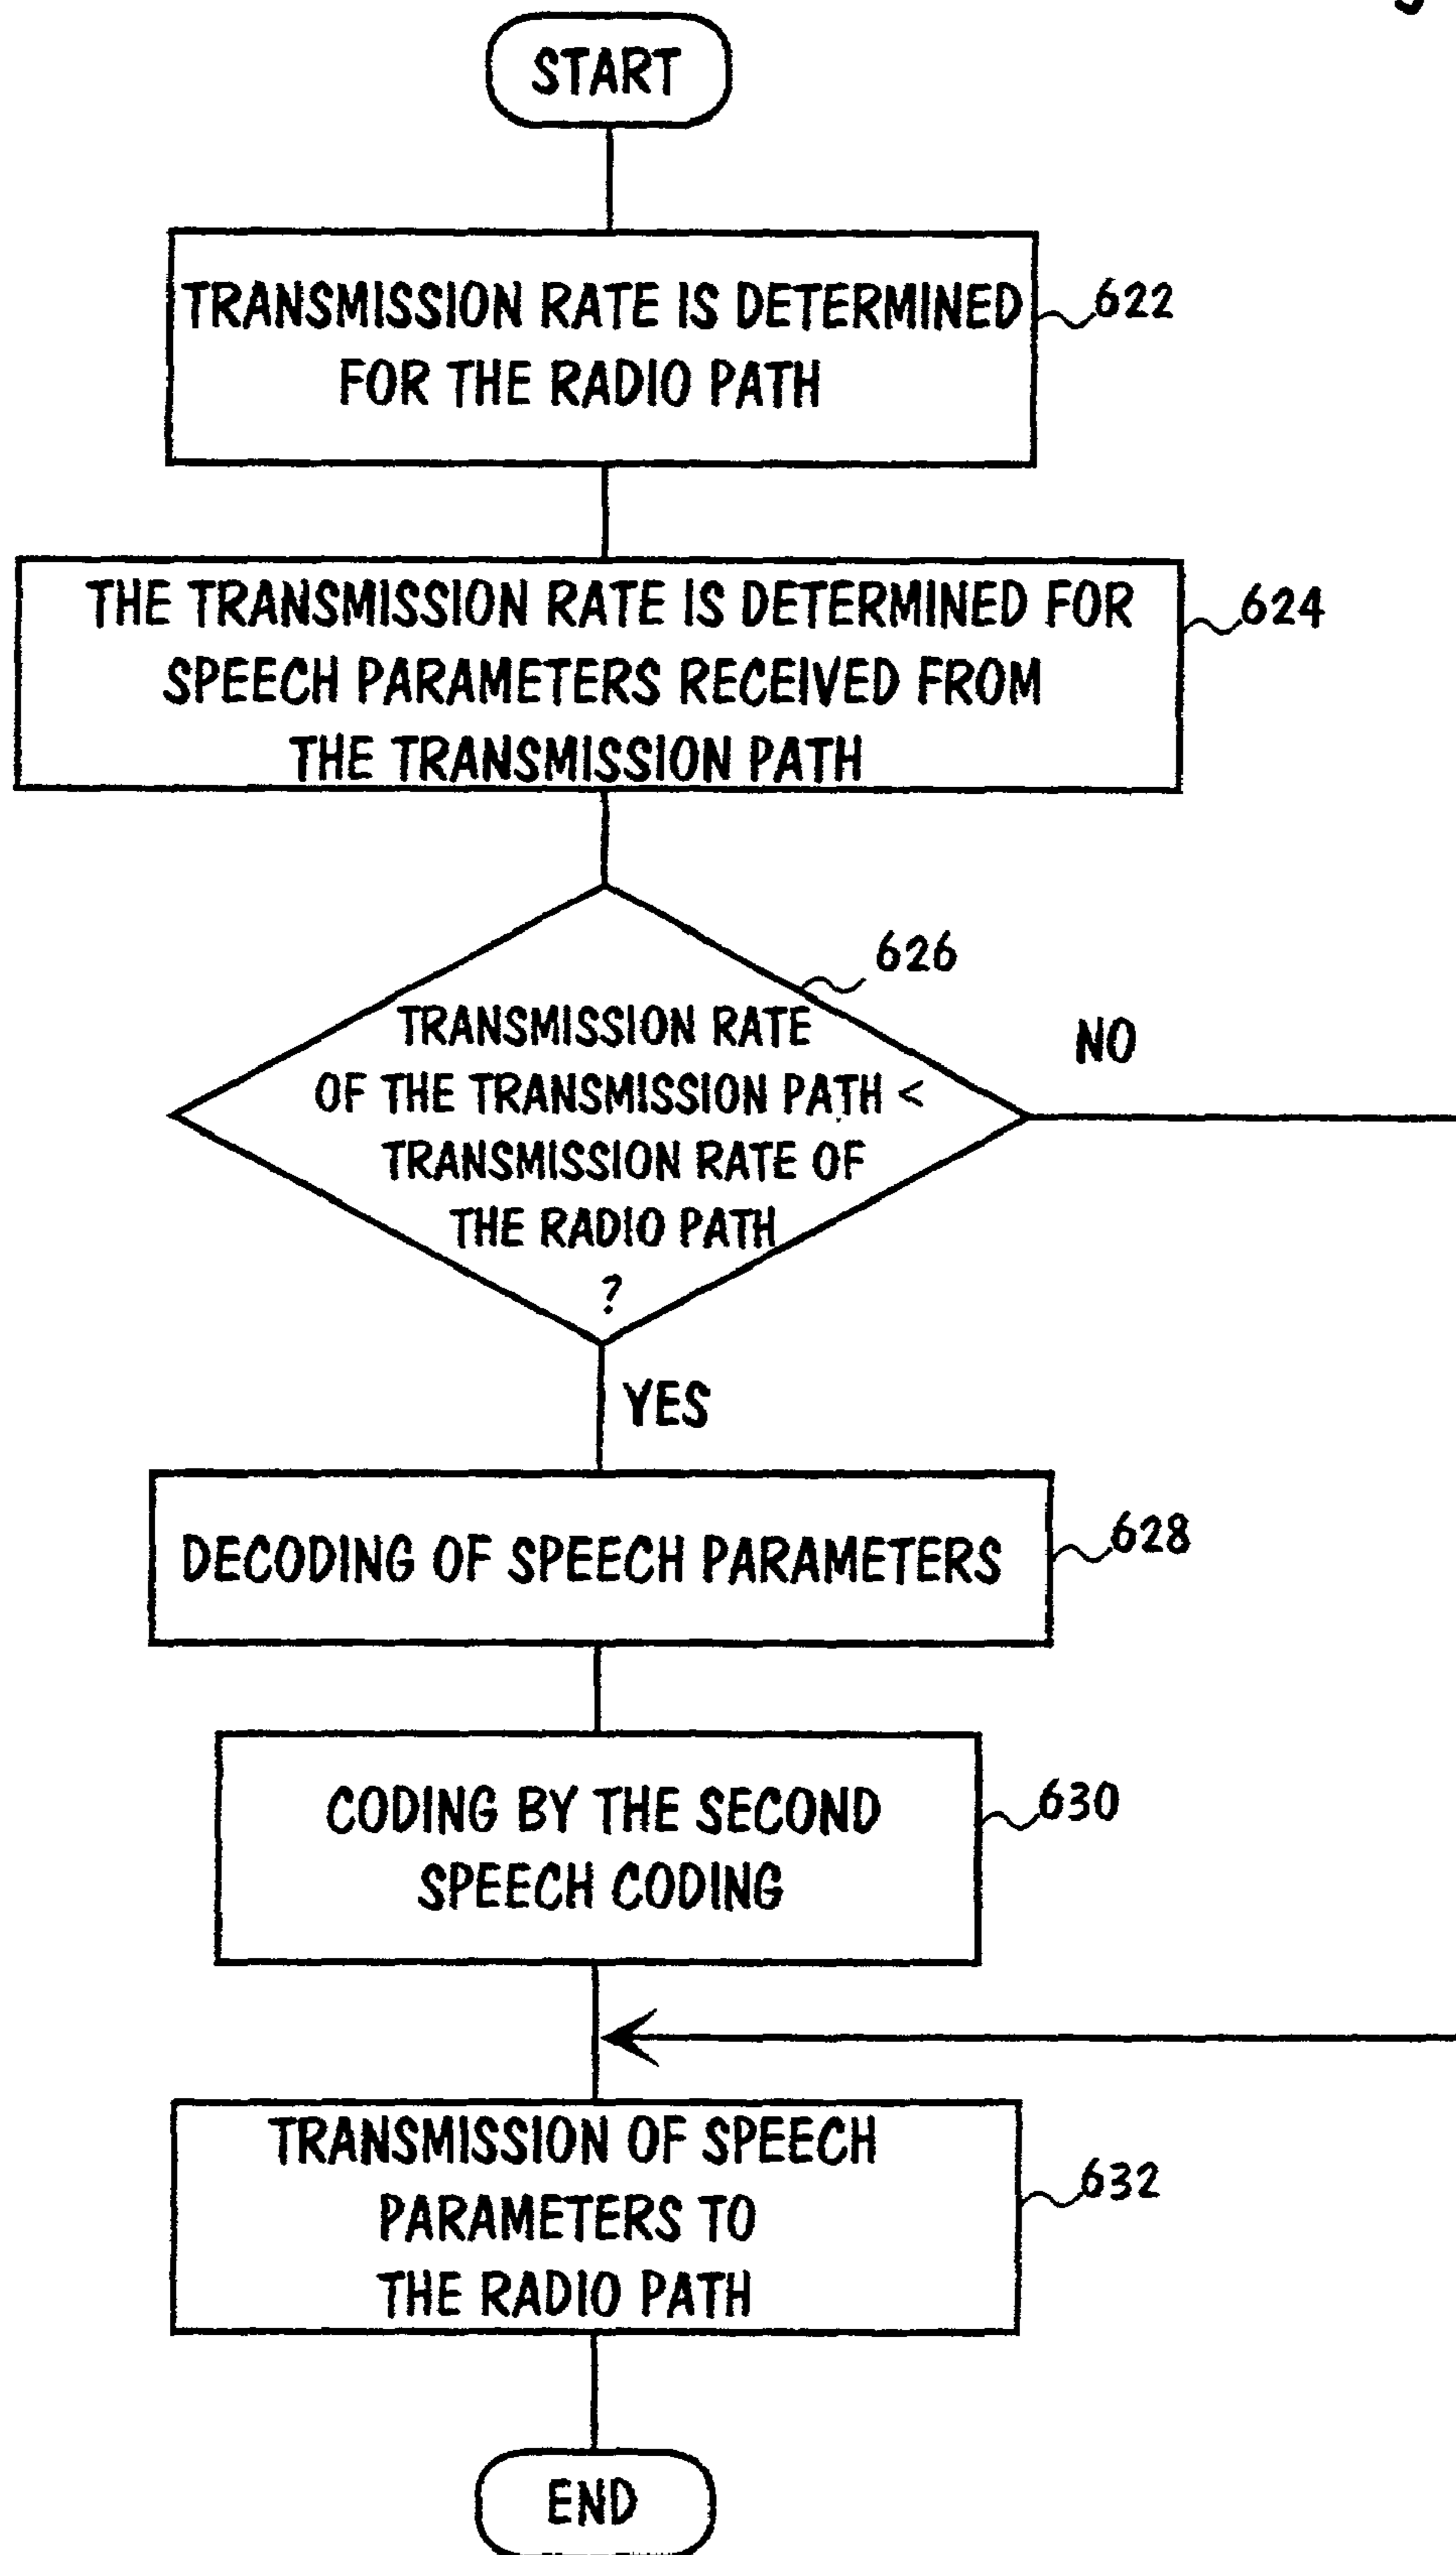 START
TRANSMISSION RATE IS DETERMINED
FOR THE RADIO PATH
622
THE TRANSMISSION RATE IS DETERMINED FOR
SPEECH PARAMETERS RECEIVED FROM
THE TRANSMISSION PATH
624
626
TRANSMISSION RATE
OF THE TRANSMISSION PATH <
TRANSMISSION RATE OF
THE RADIO PATH
?
NO
YES
DECODING OF SPEECH PARAMETERS
628
CODING BY THE SECOND
SPEECH CODING
630
TRANSMISSION OF SPEECH
PARAMETERS TO
THE RADIO PATH
632
END